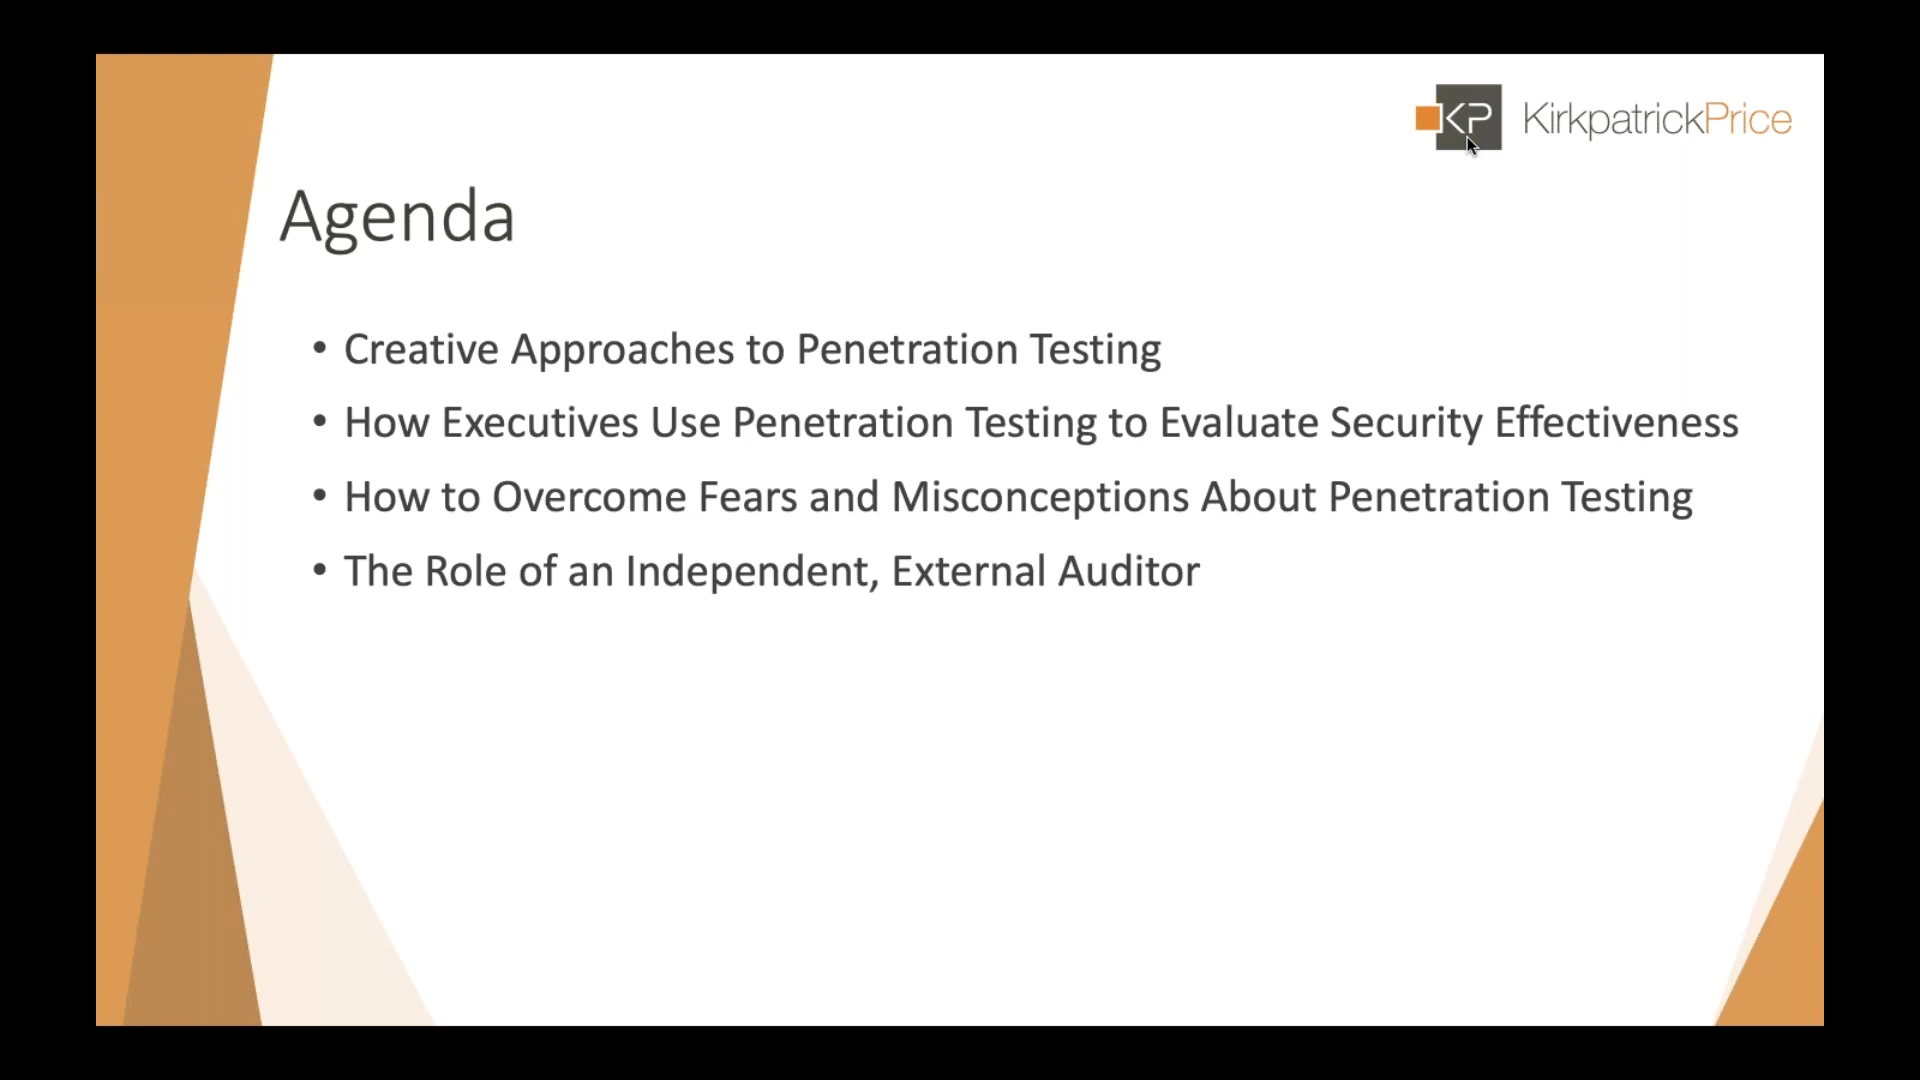 KP KirkpatrickPrice
Agenda
• Creative Approaches to Penetration Testing
• How Executives Use Penetration Testing to Evaluate Security Effectiveness
• How to Overcome Fears and Misconceptions About Penetration Testing
• The Role of an Independent, External Auditor